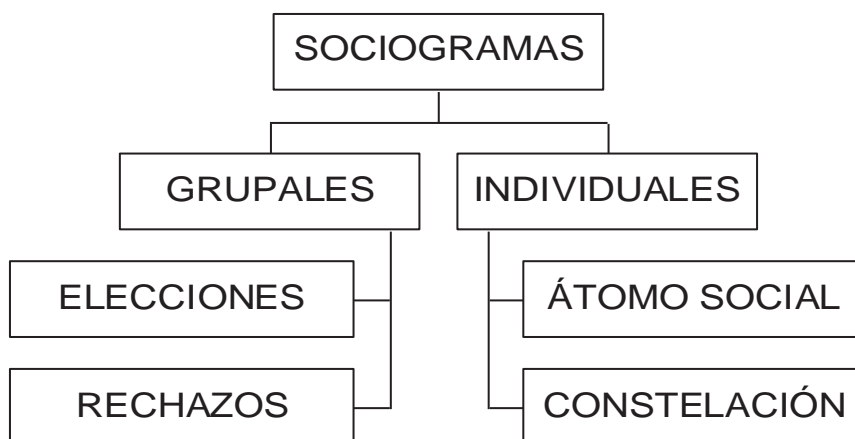 SOCIOGRAMAS
GRUPALES
INDIVIDUALES
ELECCIONES
ÁTOMO SOCIAL
RECHAZOS
CONSTELACIÓN